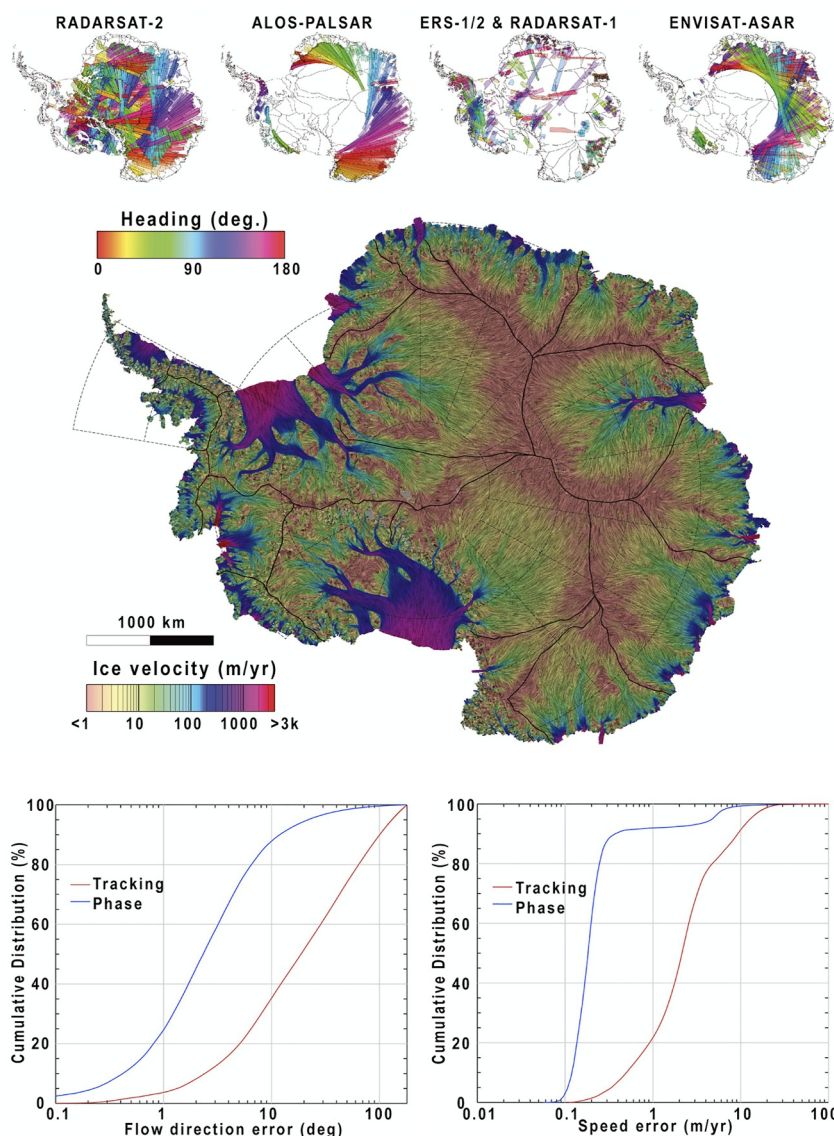 RADARSAT-2
ALOS-PALSAR
ERS-1/2 & RADARSAT-1
ENVISAT-ASAR
Heading (deg.)
0 90 180
1000 km
Ice velocity (m/yr)
<1 10 100 1000 >3k
Cumulative Distribution (%)
100
80
60
40
20
0
Tracking
Phase
0.1 1 10 100
Flow direction error (deg)
Cumulative Distribution (%)
100
80
60
40
20
0
Tracking
Phase
0.01 0.1 1 10 100
Speed error (m/yr)